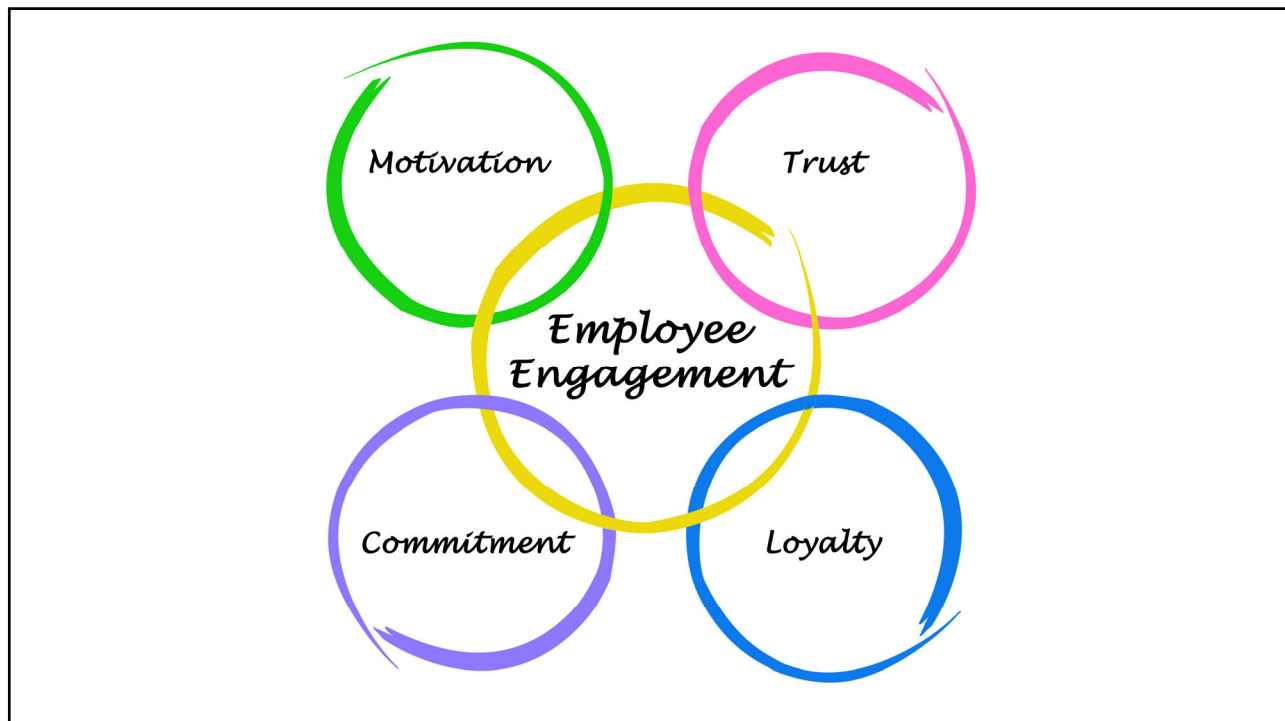 Motivation
Trust
Employee
Engagement
Commitment
Loyalty